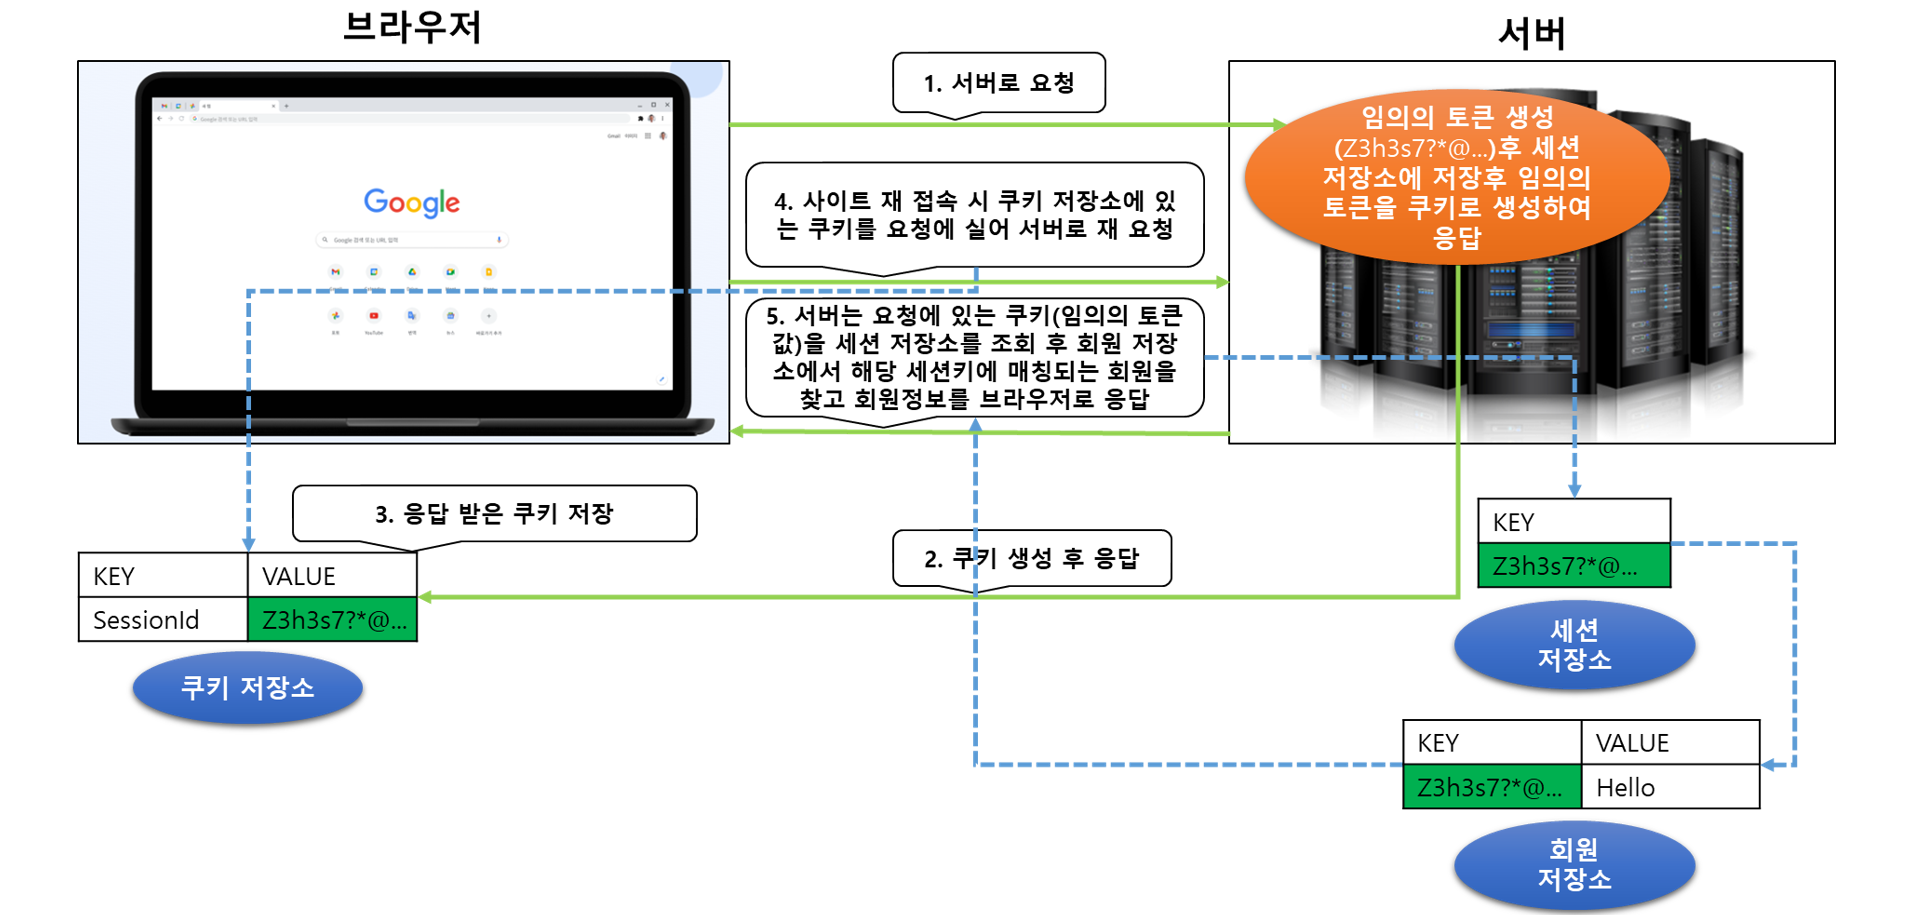 브라우저
서버
1. 서버로 요청
임의의 토큰 생성
(Z3h3s7?*@...)후 세션
저장소에 저장후 임의의
토큰을 쿠키로 생성하여
응답
4. 사이트 재 접속 시 쿠키 저장소에 있
는 쿠키를 요청에 실어 서버로 재 요청
Google
Google 검색 또는 URL 입력
YouTube
5. 서버는 요청에 있는 쿠키(임의의 토큰
값)을 세션 저장소를 조회 후 회원 저장
소에서 해당 세션키에 매칭되는 회원을
찾고 회원정보를 브라우저로 응답
3. 응답 받은 쿠키 저장
2. 쿠키 생성 후 응답
KEY
Z3h3s7?*@...
세션
저장소
KEY VALUE
SessionId Z3h3s7?*@...
쿠키 저장소
KEY VALUE
Z3h3s7?*@... Hello
회원
저장소